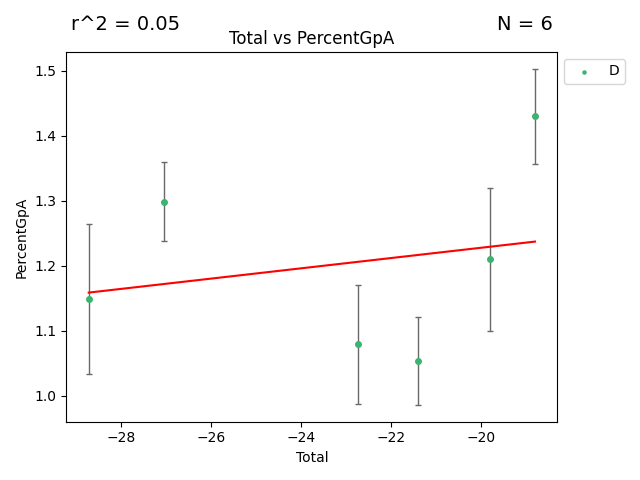 r^2 = 0.05
N = 6
Total vs PercentGpA
D
1.5
1.4
1.3
1.2
1.1
1.0
PercentGpA
−28
−26
−24
−22
−20
Total